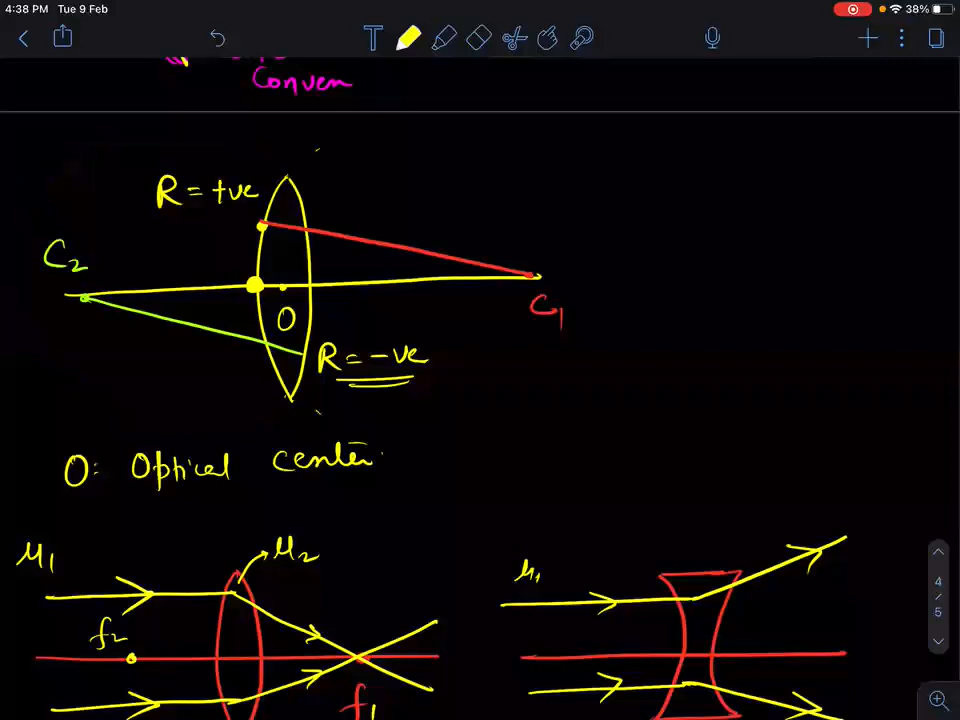 4:38 PM Tue 9 Feb
38%
T
Conven
R = +ve
C2
O
C1
R = -ve
O: Optical center
μ1
μ2
μ1
f2
f1
4
/
5